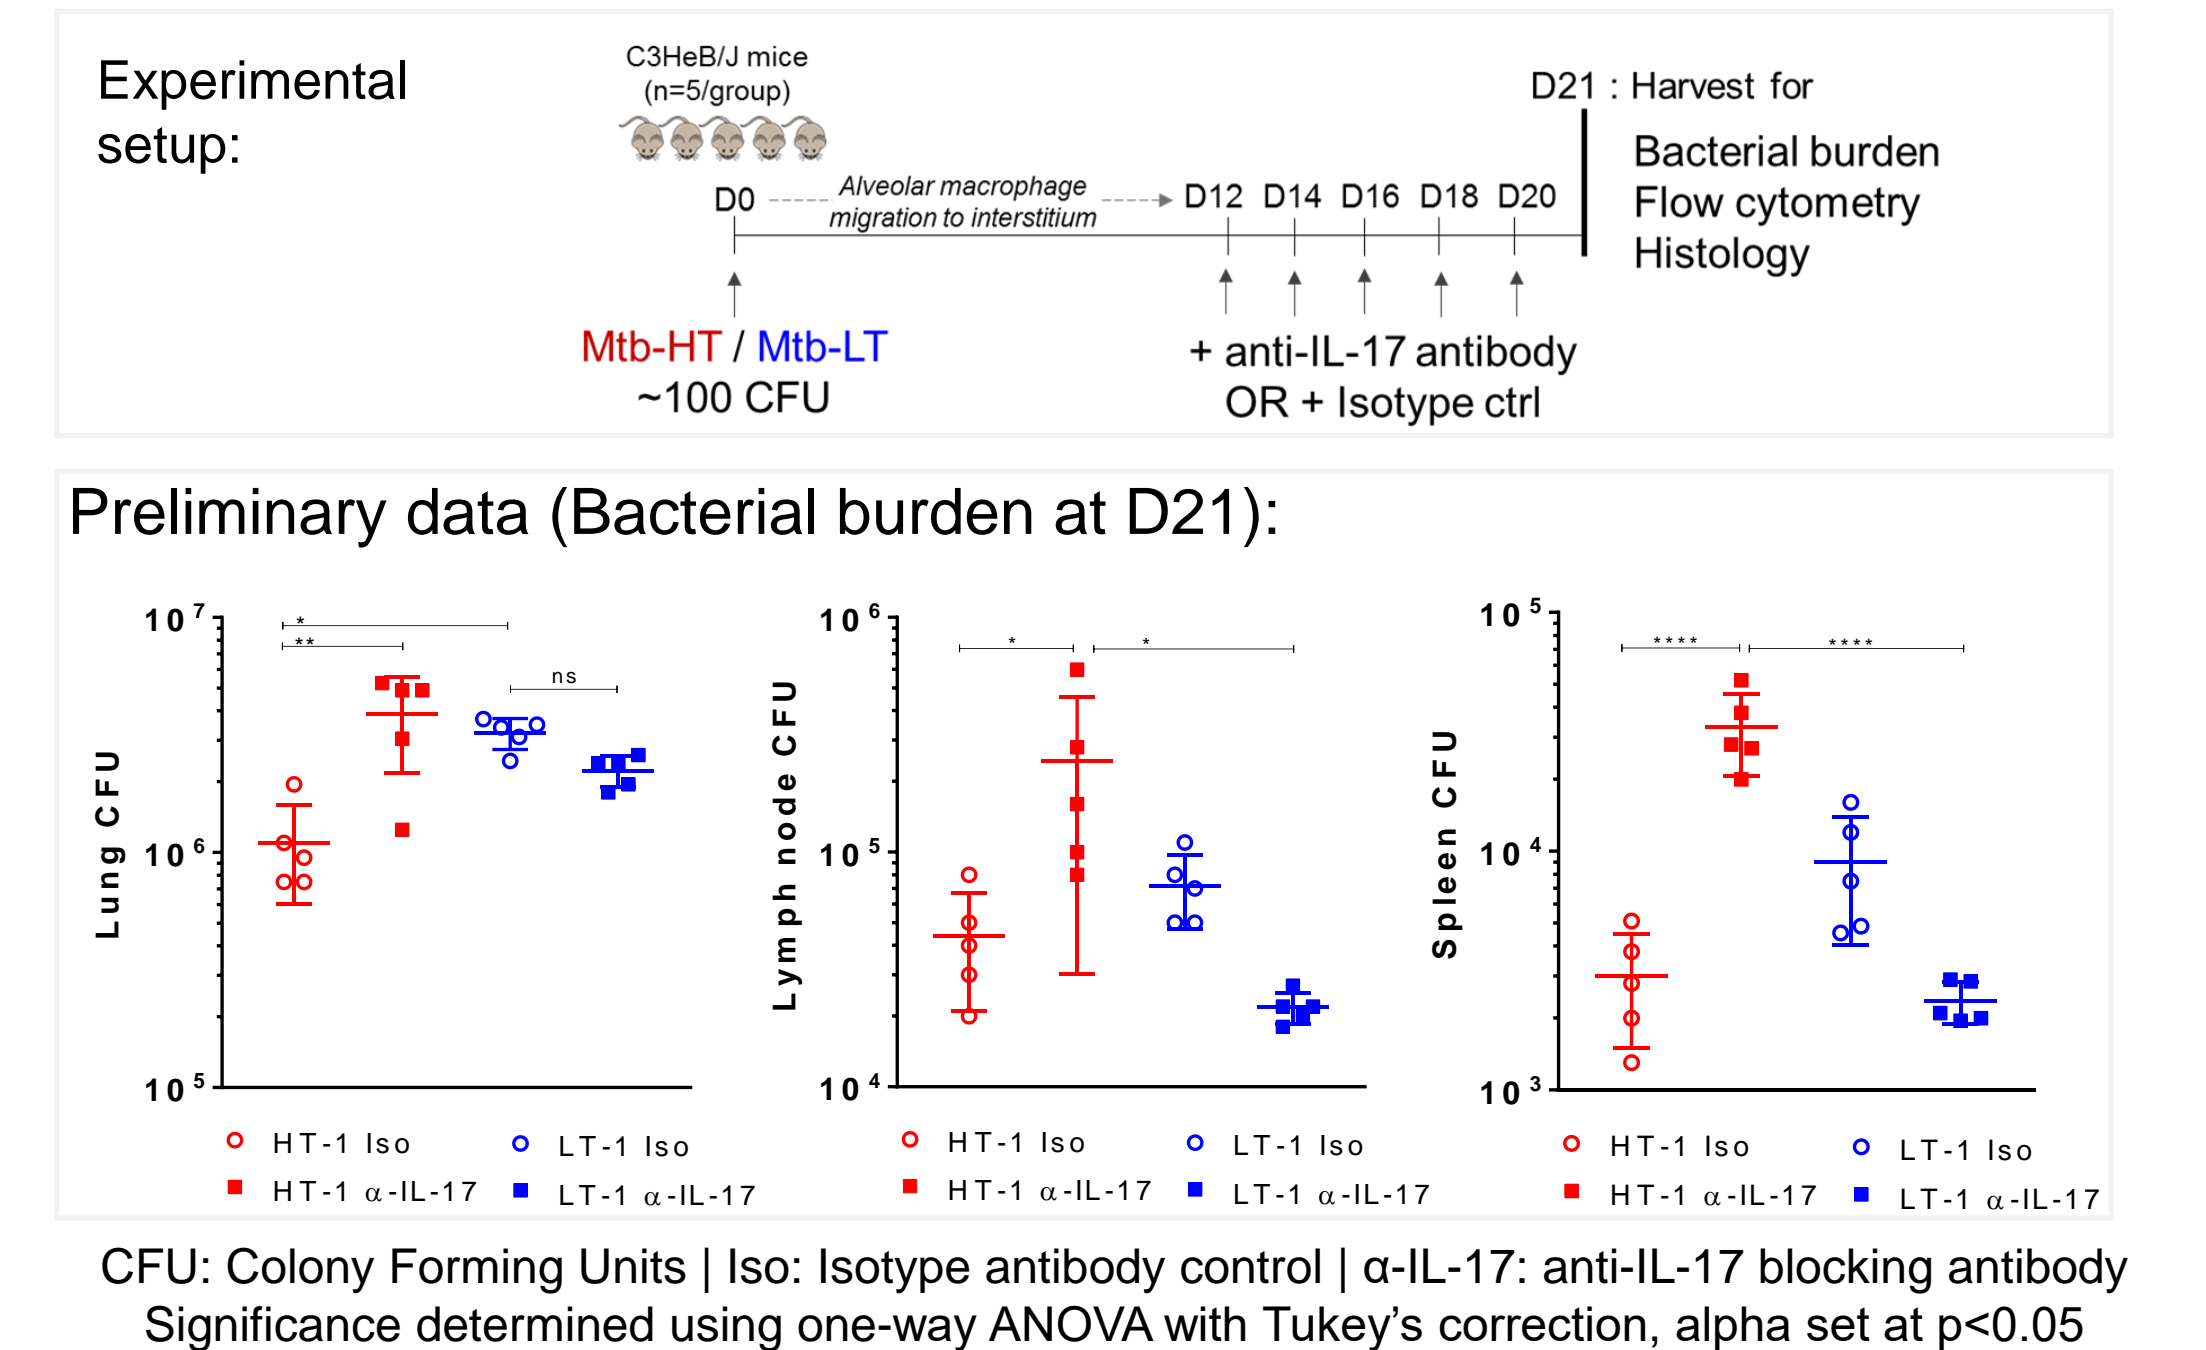 Experimental
setup:
C3HeB/J mice
(n=5/group)
D0
Alveolar macrophage
migration to interstitium
D12 D14 D16 D18 D20
D21 : Harvest for
Bacterial burden
Flow cytometry
Histology
Mtb-HT / Mtb-LT
~100 CFU
+ anti-IL-17 antibody
OR + Isotype ctrl
Preliminary data (Bacterial burden at D21):
Lung CFU
10^7
10^6
10^5
*
**
ns
HT-1 Iso
LT-1 Iso
HT-1 α-IL-17
LT-1 α-IL-17
Lymph node CFU
10^6
10^5
10^4
*
*
HT-1 Iso
LT-1 Iso
HT-1 α-IL-17
LT-1 α-IL-17
Spleen CFU
10^5
10^4
10^3
****
****
HT-1 Iso
LT-1 Iso
HT-1 α-IL-17
LT-1 α-IL-17
CFU: Colony Forming Units | Iso: Isotype antibody control | α-IL-17: anti-IL-17 blocking antibody
Significance determined using one-way ANOVA with Tukey's correction, alpha set at p<0.05